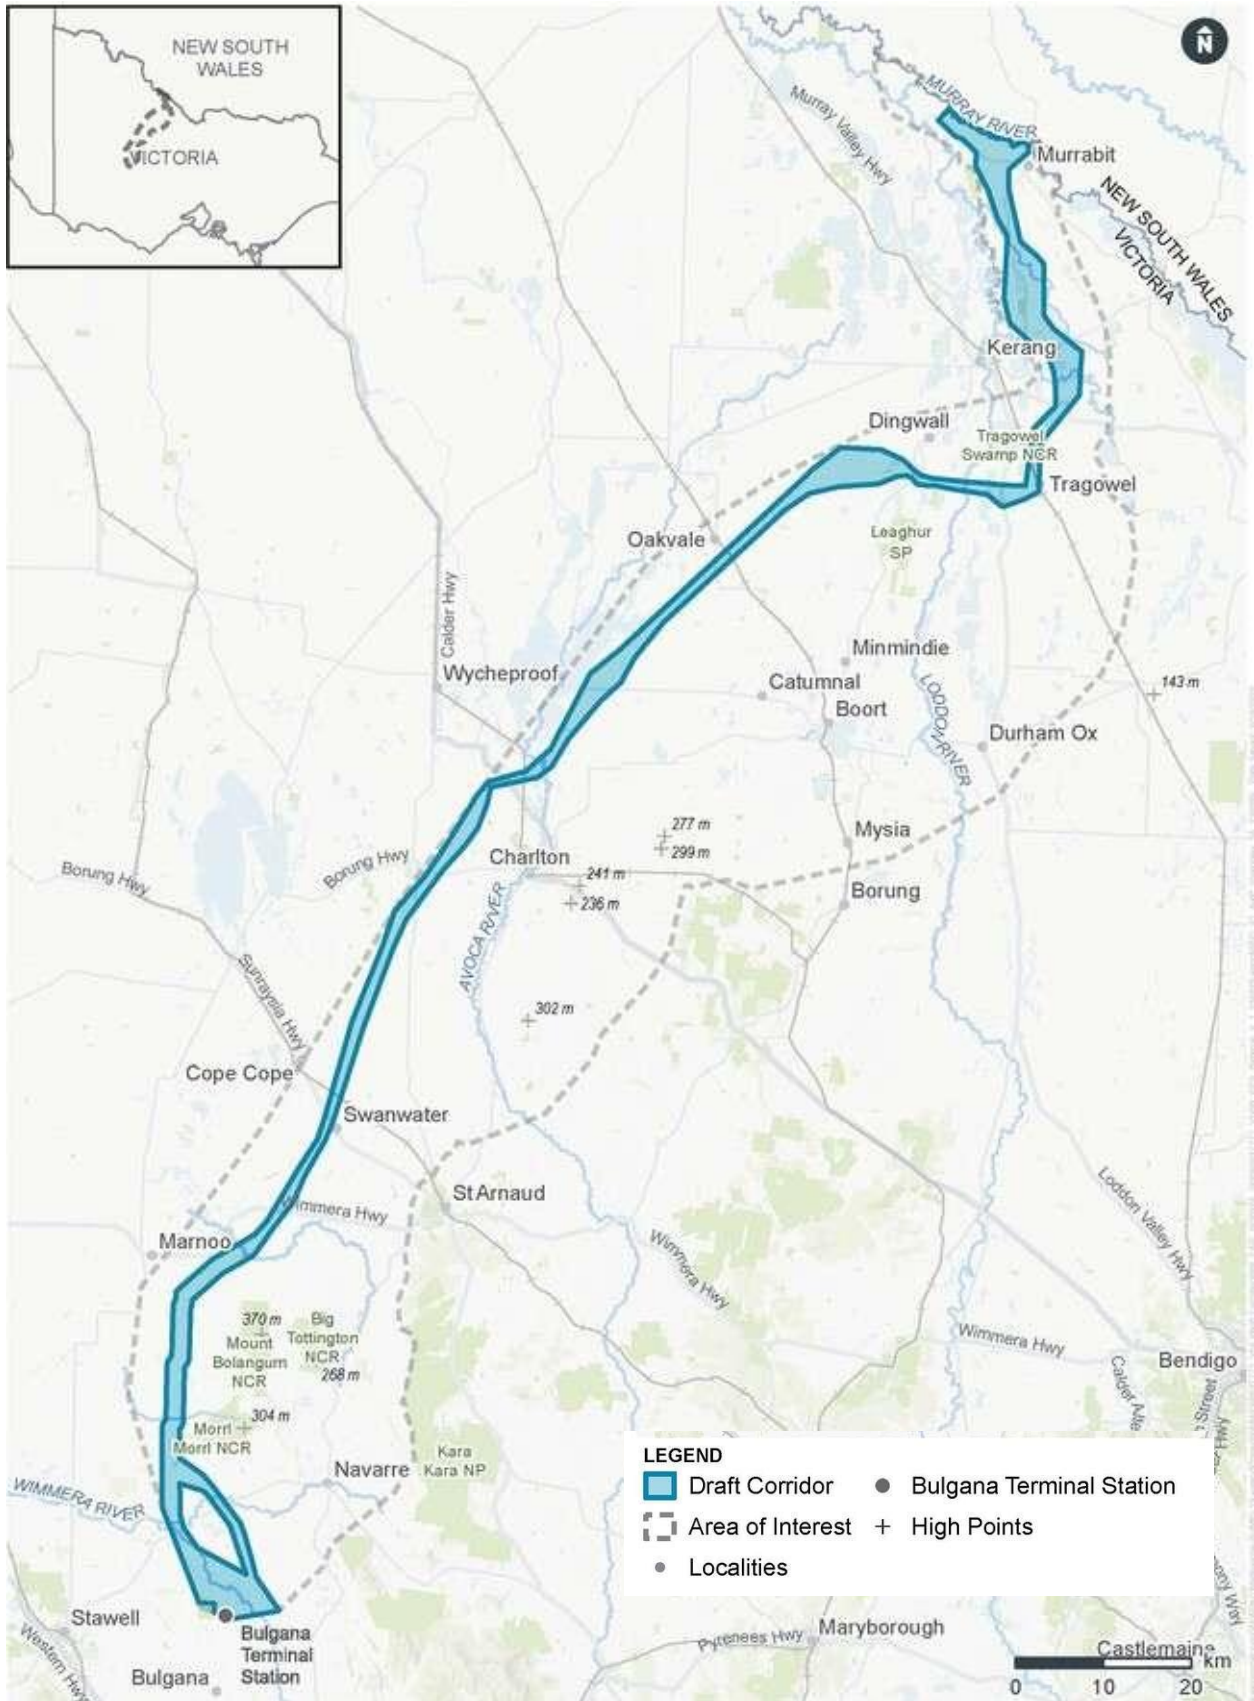 NEW SOUTH
WALES
VICTORIA
N
MURRAY RIVER
Murray Valley Hwy
Murrabit
NEW SOUTH WALES
VICTORIA
Kerang
Dingwall
Tragowel
Swamp NCR
Tragowel
Oakvale
Leaghur
SP
Calder Hwy
Minmindie
Wycheproof
Catumnal
143 m
Boort
LODDON RIVER
Durham Ox
277 m
Mysia
299 m
Charlton
Borung Hwy
Borung Hwy
241 m
236 m
Borung
AVOCA RIVER
Sunraysia Hwy
302 m
Cope Cope
Swanwater
St Arnaud
Wimmera Hwy
Loddon Valley Hwy
Marnoo
Wimmera Hwy
370 m
Mount
Bolangum
NCR
Big
Tottington
NCR
268 m
Wimmera Hwy
Bendigo
Calder Alte
304 m
Morrl
Morrl NCR
Street
Hwy
Kara
Kara NP
Navarre
WIMMERA RIVER
LEGEND
Draft Corridor
Bulgana Terminal Station
Area of Interest
High Points
Localities
Stawell
Western Hwy
Bulgana
Terminal
Station
Bulgana
Pyrenees Hwy
Maryborough
Castlemaine
km
0 10 20